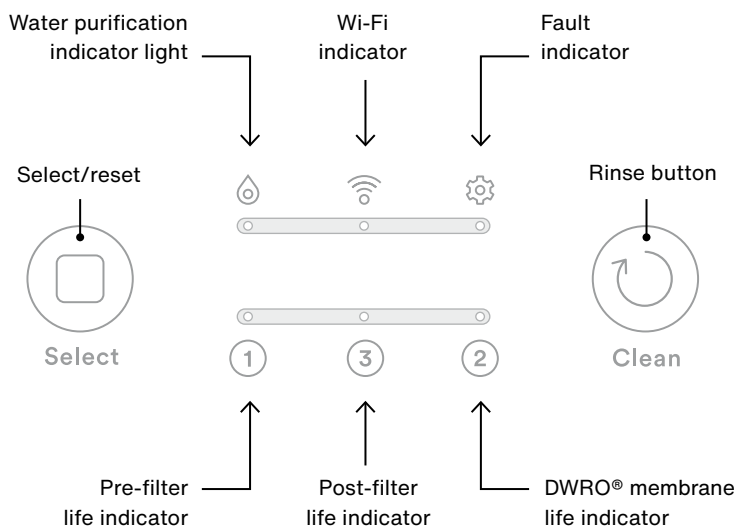 Water purification
indicator light
Wi-Fi
indicator
Fault
indicator
Select/reset
Rinse button
Select
1
3
2
Clean
Pre-filter
life indicator
Post-filter
life indicator
DWRO® membrane
life indicator